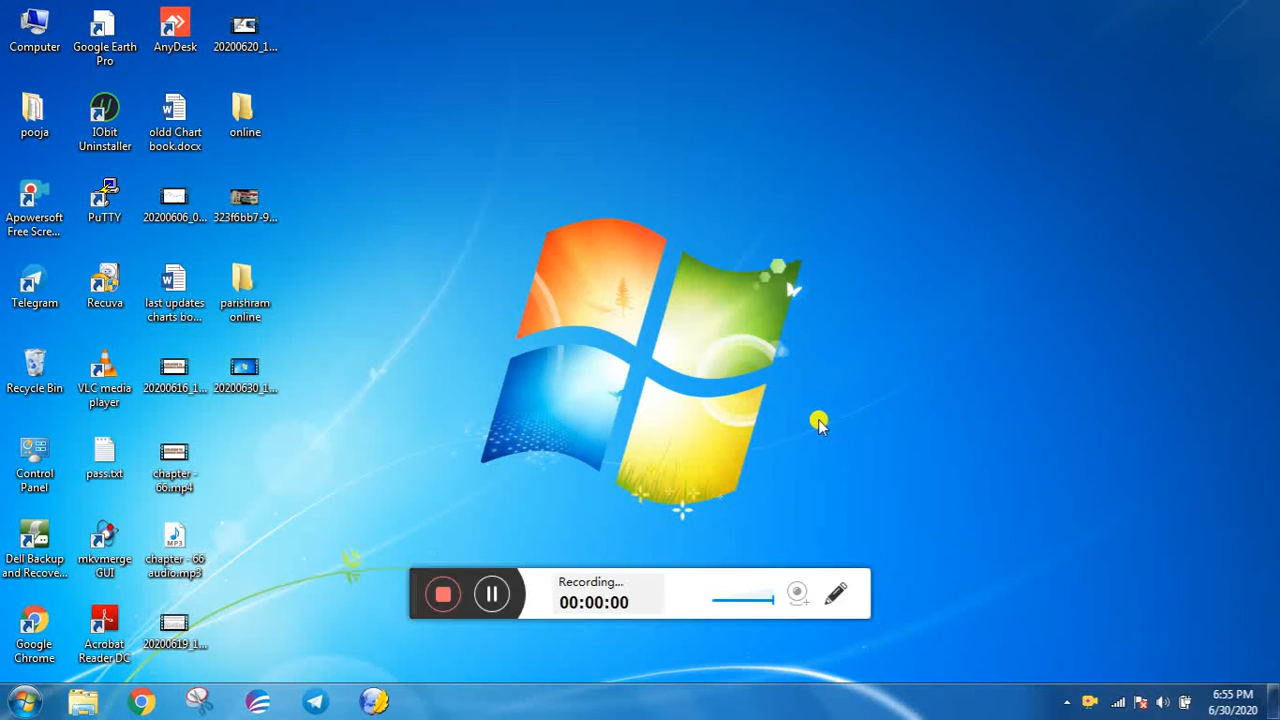 Computer
Google Earth
Pro
AnyDesk
20200620_1...
pooja
IObit
Uninstaller
oldd Chart
book.docx
online
Apowersoft
Free Scre...
PuTTY
20200606_0...
323f6bb7-9...
Telegram
Recuva
last updates
charts bo...
parishram
online
Recycle Bin
VLC media
player
20200616_1...
20200630_1...
Control
Panel
pass.txt
chapter -
66.mp4
Dell Backup
and Recove...
mkvmerge
GUI
chapter - 66
audio.mp3
Google
Chrome
Acrobat
Reader DC
20200619_1...
Recording...
00:00:00
6:55 PM
6/30/2020